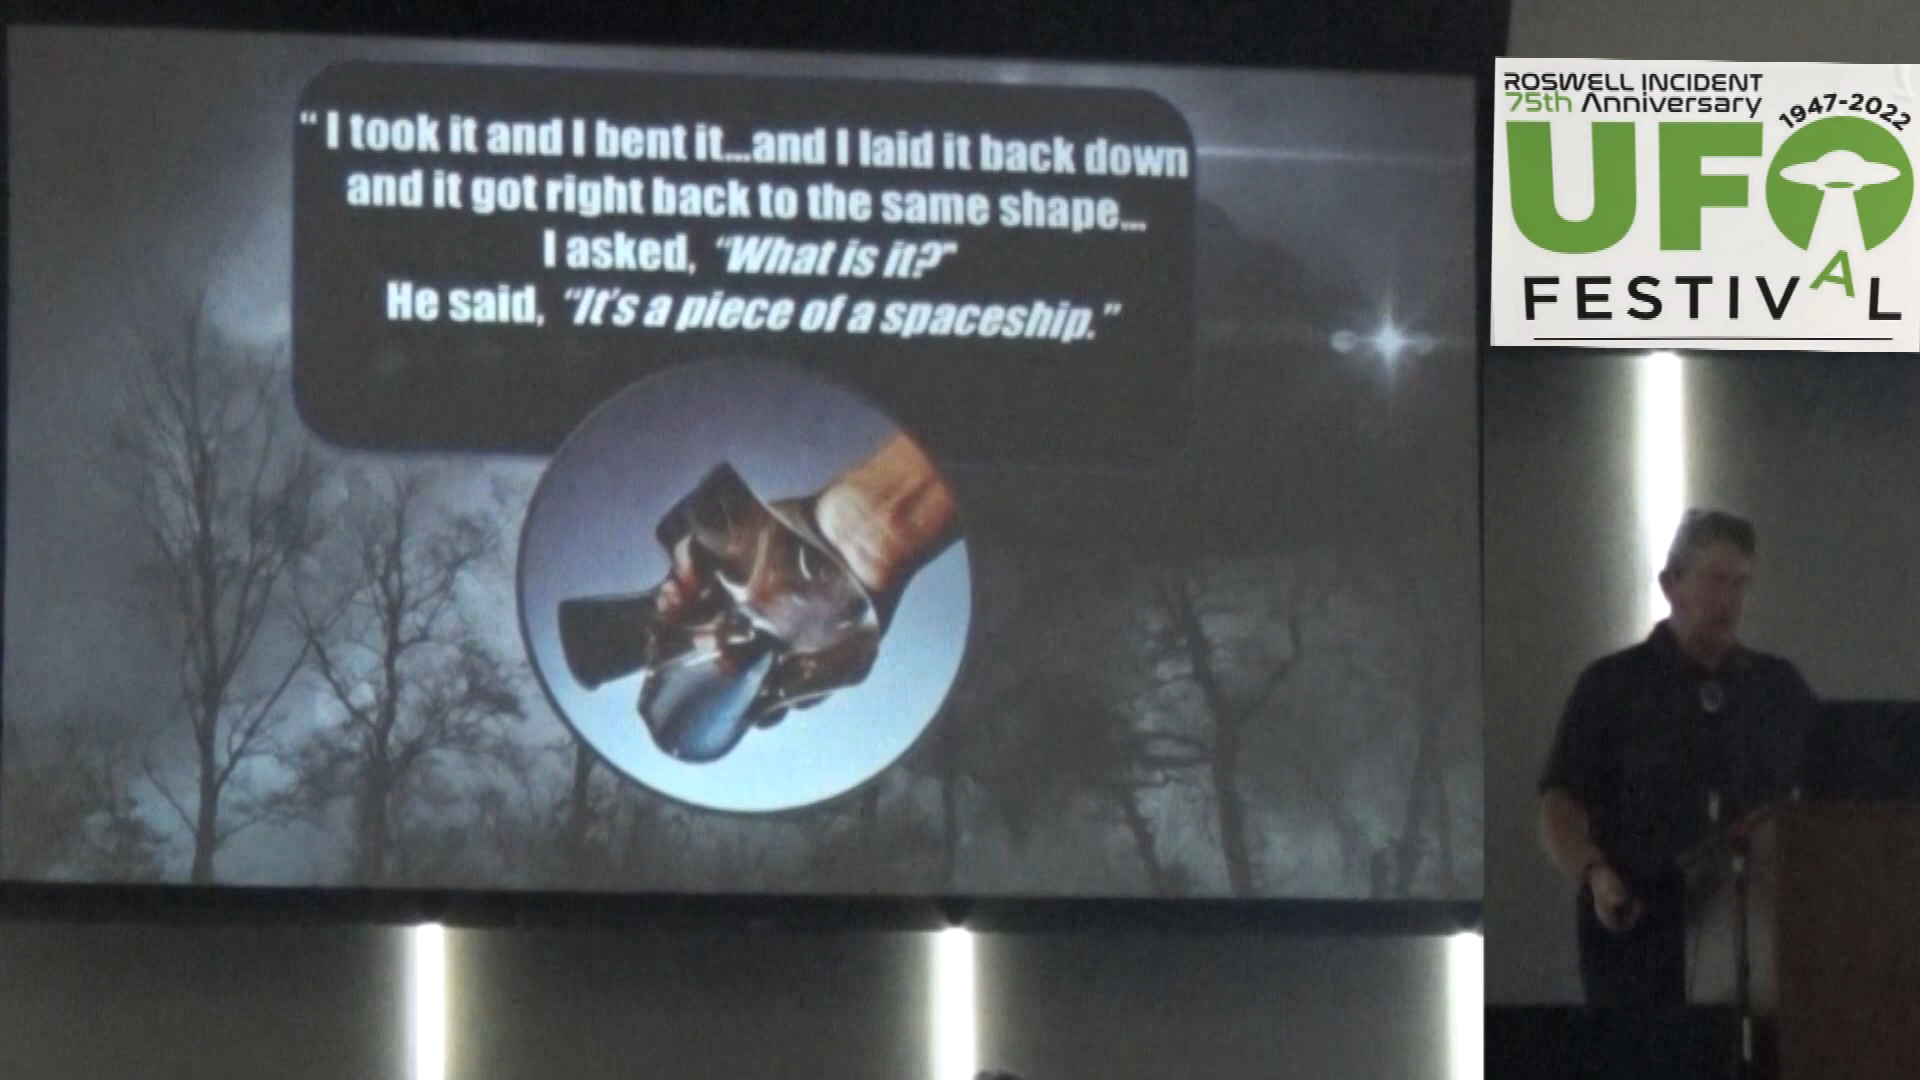 “ I took it and I bent it...and I laid it back down
and it got right back to the same shape...
I asked, “What is it?”
He said, “It’s a piece of a spaceship.”
ROSWELL INCIDENT
75th Anniversary
1947-2022
UFO
FESTIVAL